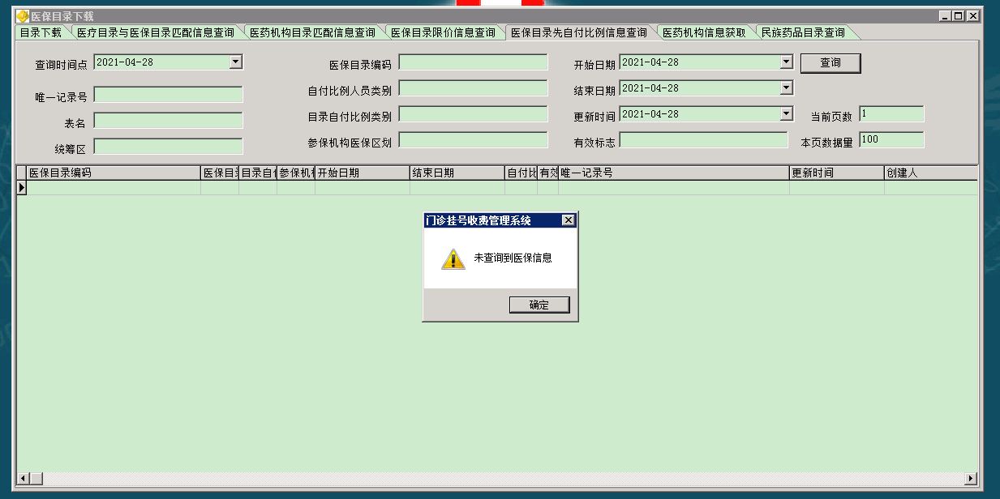 医保目录下载
目录下载 医疗目录与医保目录匹配信息查询 医药机构目录匹配信息查询 医保目录限价信息查询 医保目录先自付比例信息查询 医药机构信息获取 民族药品目录查询
查询时间点 2021-04-28 医保目录编码 开始日期 2021-04-28 查询
唯一记录号 自付比例人员类别 结束日期 2021-04-28
表名 目录自付比例类别 更新时间 2021-04-28 当前页数 1
统筹区 参保机构医保区划 有效标志 本页数据量 100
医保目录编码 医保目 目录自 参保机 开始日期 结束日期 自付比 有效 唯一记录号 更新时间 创建人
门诊挂号收费管理系统
未查询到医保信息
确定